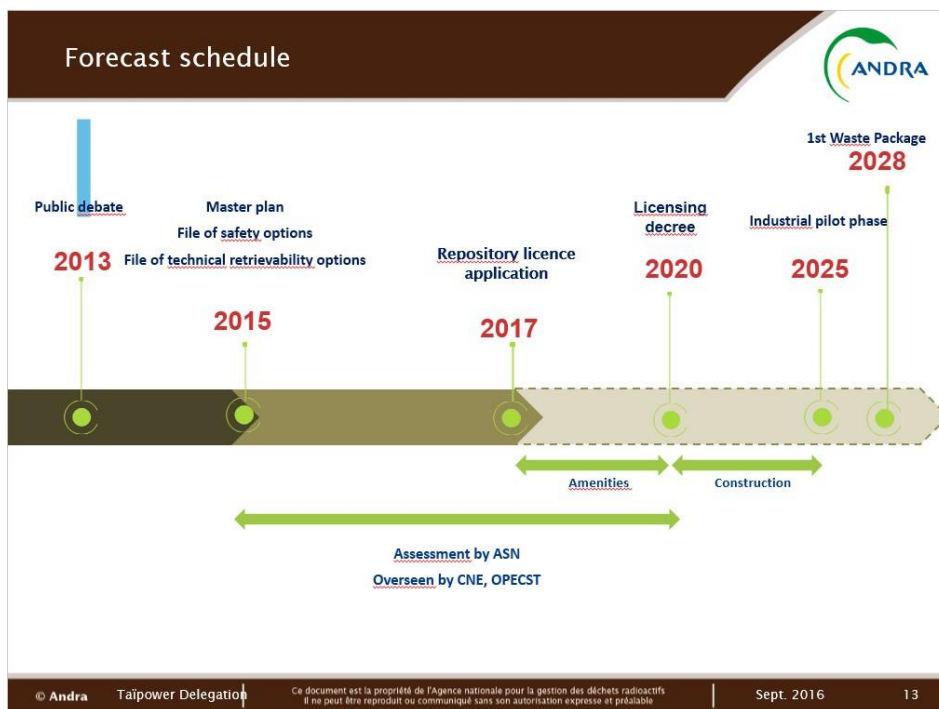 Forecast schedule
ANDRA
1st Waste Package
2028
Public debate
2013
Master plan
File of safety options
File of technical retrievability options
2015
Repository licence
application
2017
Licensing
decree
2020
Industrial pilot phase
2025
Amenities
Construction
Assessment by ASN
Overseen by CNE, OPECST
© Andra
Taïpower Delegation
Ce document est la propriété de l'Agence nationale pour la gestion des déchets radioactifs
Il ne peut être reproduit ou communiqué sans son autorisation expresse et préalable
Sept. 2016
13